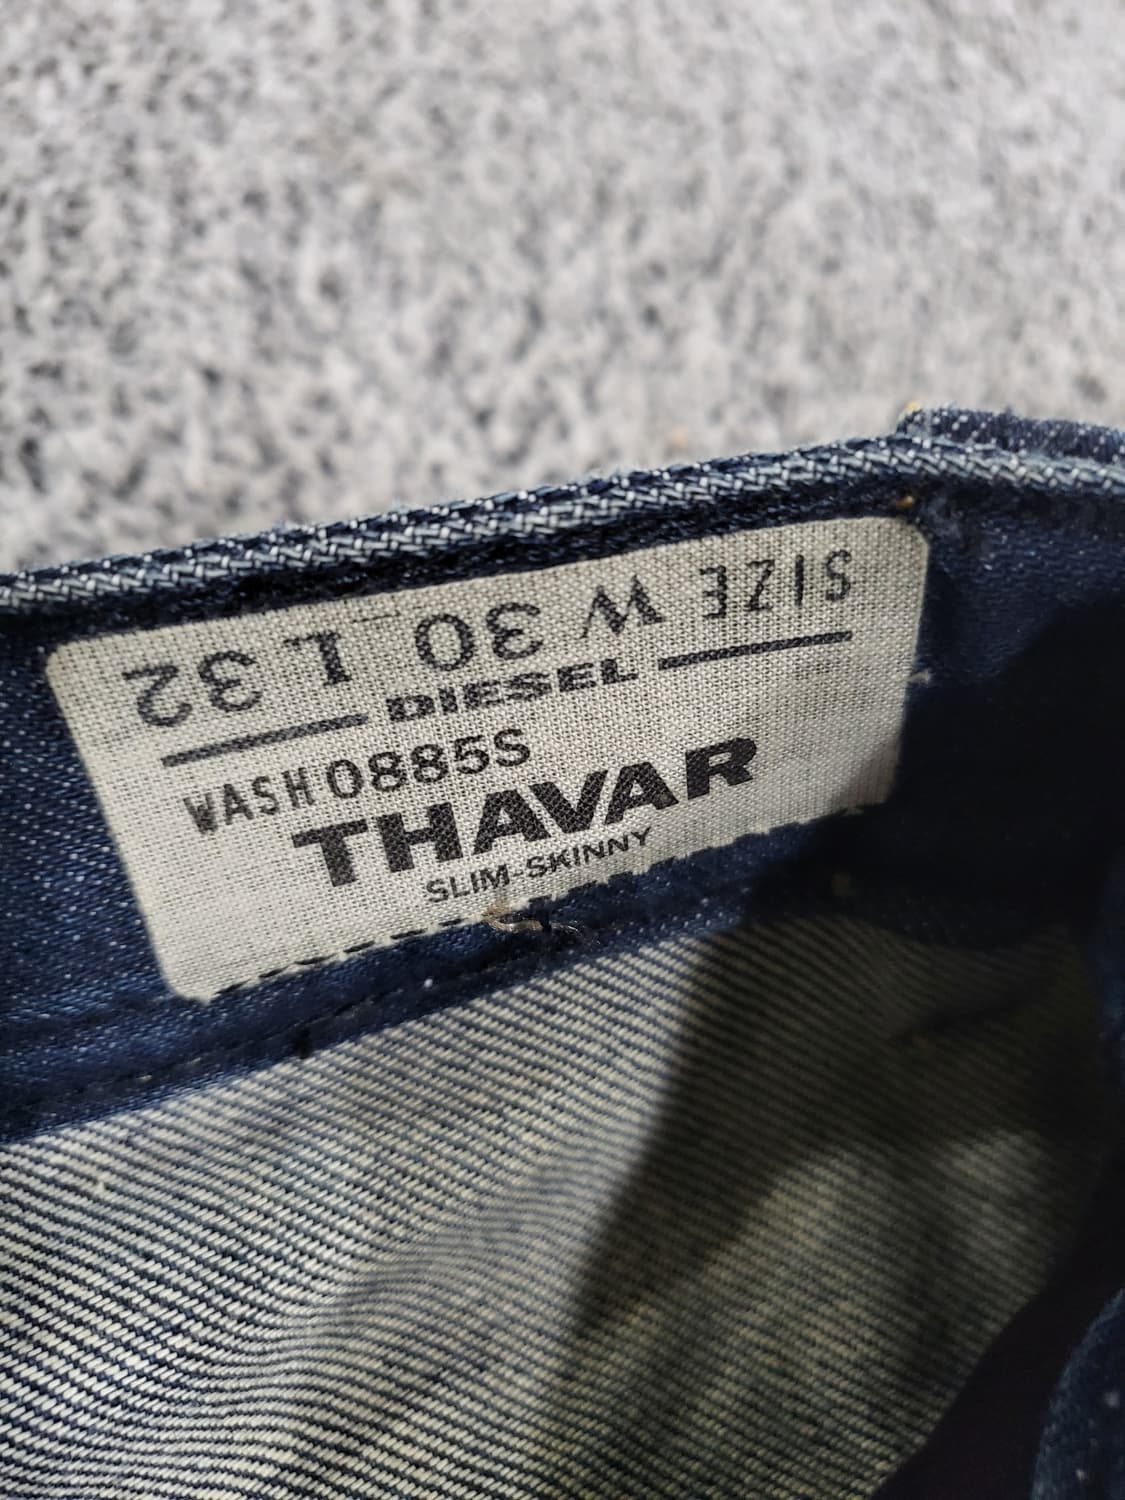 SIZE W 30 L 32
DIESEL
WASH 0885S
THAVAR
SLIM-SKINNY